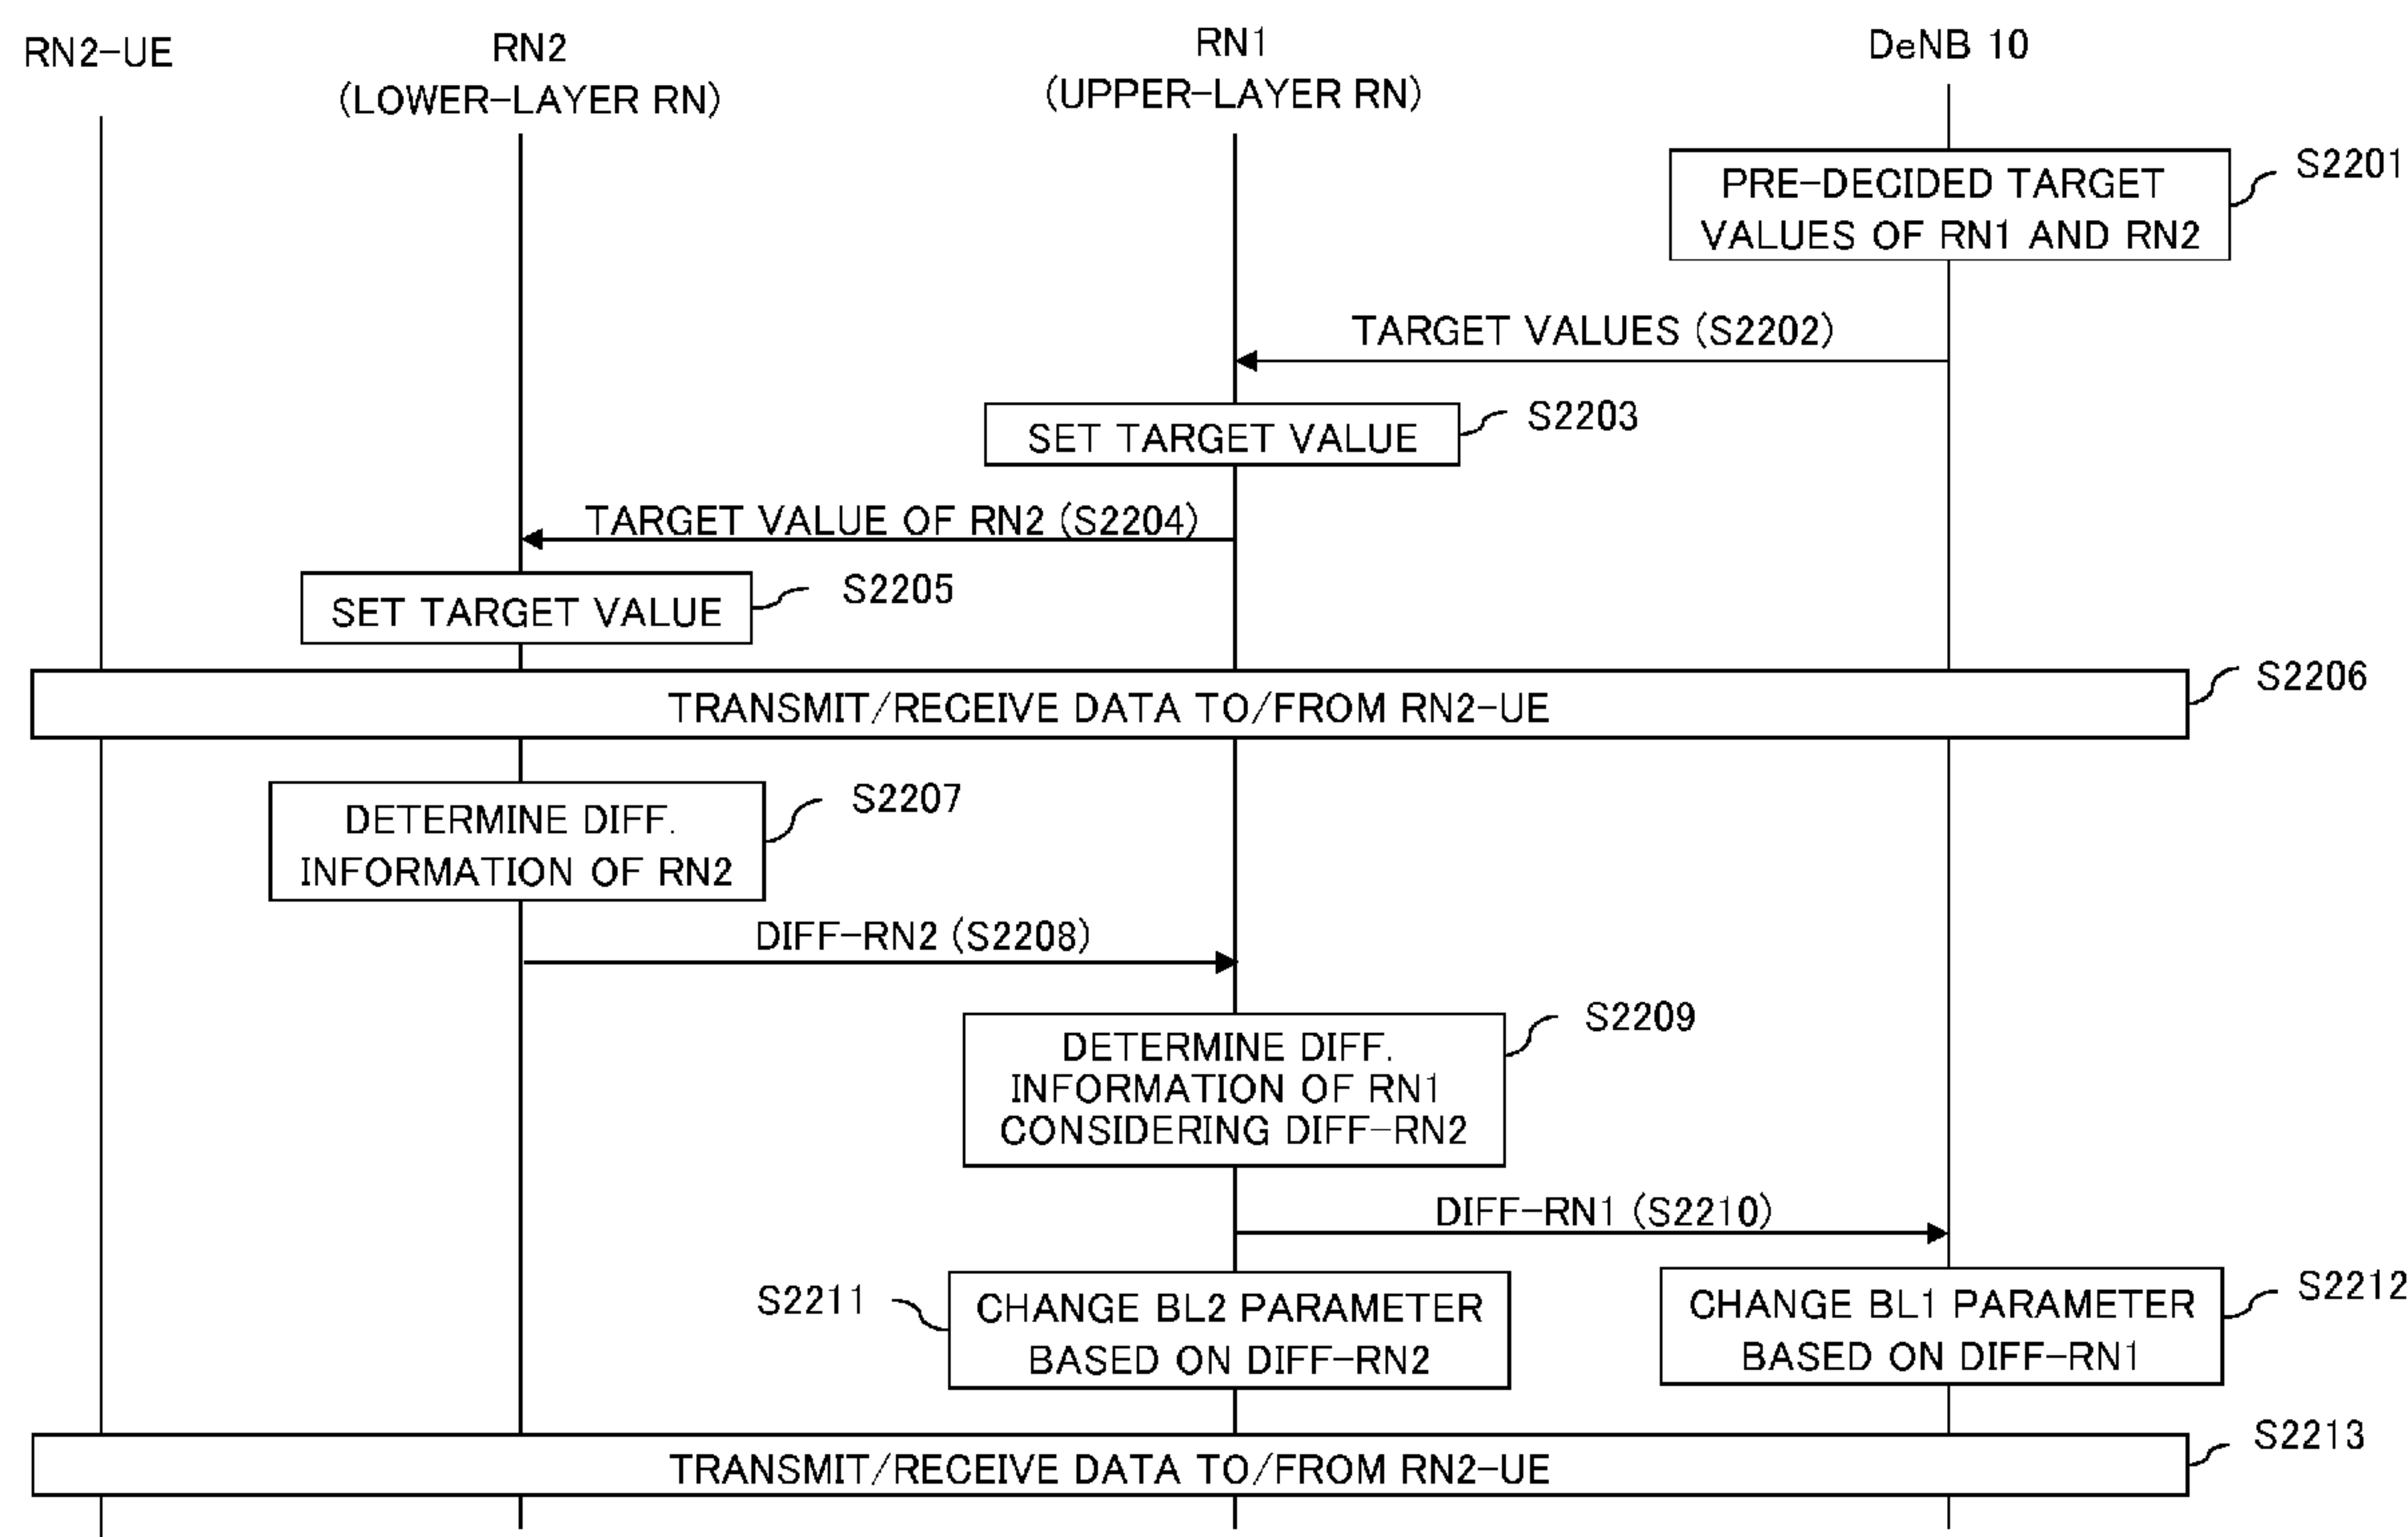 RN2-UE
RN2
(LOWER-LAYER RN)
RN1
(UPPER-LAYER RN)
DeNB 10
PRE-DECIDED TARGET
VALUES OF RN1 AND RN2
S2201
TARGET VALUES (S2202)
SET TARGET VALUE
S2203
TARGET VALUE OF RN2 (S2204)
SET TARGET VALUE
S2205
TRANSMIT/RECEIVE DATA TO/FROM RN2-UE
S2206
DETERMINE DIFF.
INFORMATION OF RN2
S2207
DIFF-RN2 (S2208)
DETERMINE DIFF.
INFORMATION OF RN1
CONSIDERING DIFF-RN2
S2209
DIFF-RN1 (S2210)
S2211
CHANGE BL2 PARAMETER
BASED ON DIFF-RN2
CHANGE BL1 PARAMETER
BASED ON DIFF-RN1
S2212
TRANSMIT/RECEIVE DATA TO/FROM RN2-UE
S2213